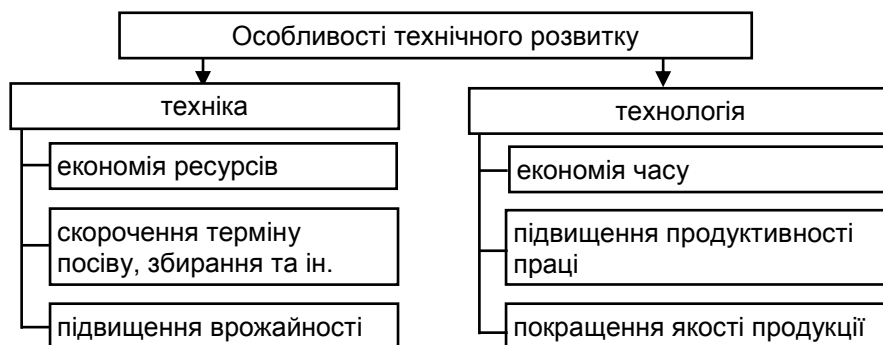 Особливості технічного розвитку
техніка
економія ресурсів
скорочення терміну
посіву, збирання та ін.
підвищення врожайності
технологія
економія часу
підвищення продуктивності
праці
покращення якості продукції